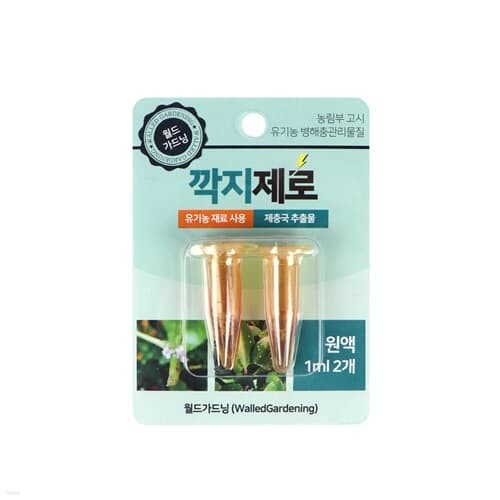 WALLED GARDENING
월드
가드닝
WALLED GARDENING
농림부 고시
유기농 병해충관리물질
깍지제로
유기농 재료 사용
제충국 추출물
원액
1ml 2개
월드가드닝 (WalledGardening)